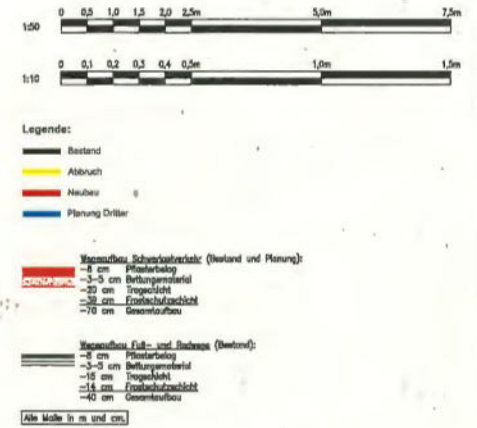 0 0,5 1,0 1,5 2,0 2,5m 5,0m 7,5m
1:50
0 0,1 0,2 0,3 0,4 0,5m 1,0m 1,5m
1:10
Legende:
Bestand
Abbruch
Neubau
Planung Dritter
Wegeaufbau Schwerlastverkehr (Bestand und Planung):
-8 cm Pflasterbelag
-3-5 cm Bettungsmaterial
-20 cm Tragschicht
-39 cm Frostschutzschicht
-70 cm Gesamtaufbau
Wegeaufbau Fuß- und Radwege (Bestand):
-8 cm Pflasterbelag
-3-5 cm Bettungsmaterial
-15 cm Tragschicht
-14 cm Frostschutzschicht
-40 cm Gesamtaufbau
Alle Maße in m und cm.